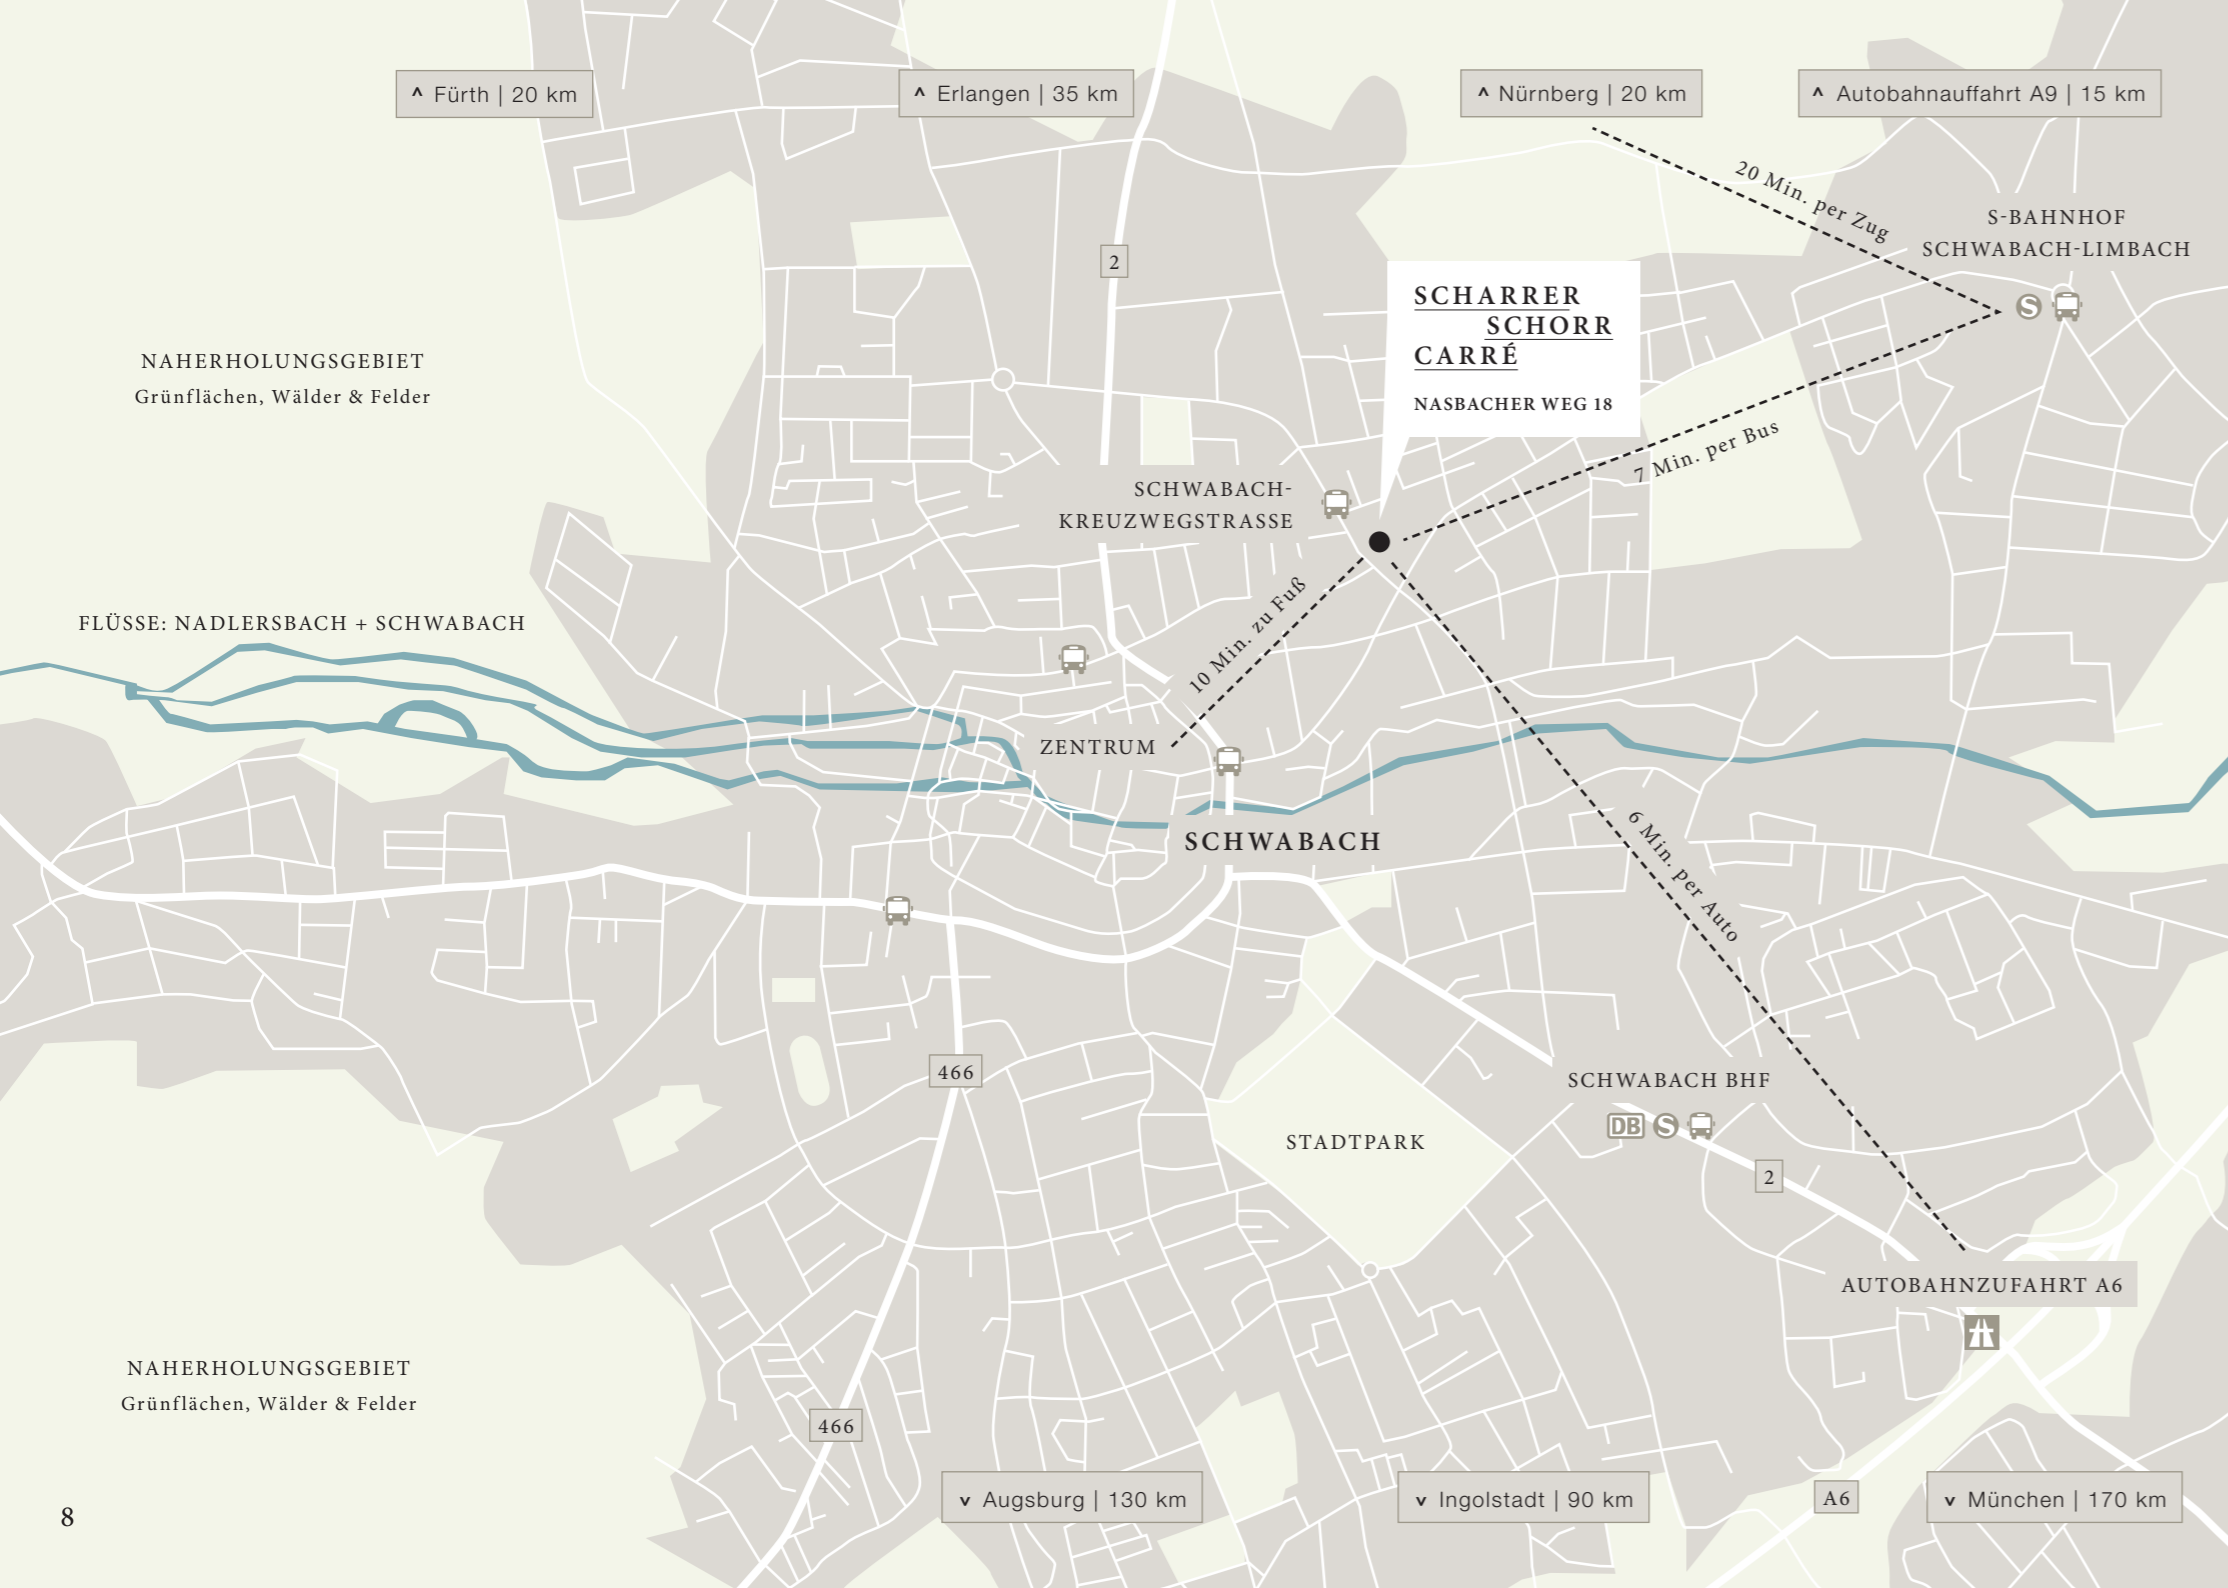 ^ Fürth | 20 km
^ Erlangen | 35 km
^ Nürnberg | 20 km
^ Autobahnauffahrt A9 | 15 km
20 Min. per Zug
S-BAHNHOF
SCHWABACH-LIMBACH
2
SCHARRER
SCHORR
CARRÉ
NASBACHER WEG 18
S
NAHERHOLUNGSGEBIET
Grünflächen, Wälder & Felder
7 Min. per Bus
SCHWABACH-
KREUZWEGSTRASSE
10 Min. zu Fuß
FLÜSSE: NADLERSBACH + SCHWABACH
ZENTRUM
SCHWABACH
6 Min. per Auto
466
SCHWABACH BHF
DB S
STADTPARK
2
AUTOBAHNZUFAHRT A6
NAHERHOLUNGSGEBIET
Grünflächen, Wälder & Felder
466
v Augsburg | 130 km
v Ingolstadt | 90 km
A6
v München | 170 km
8